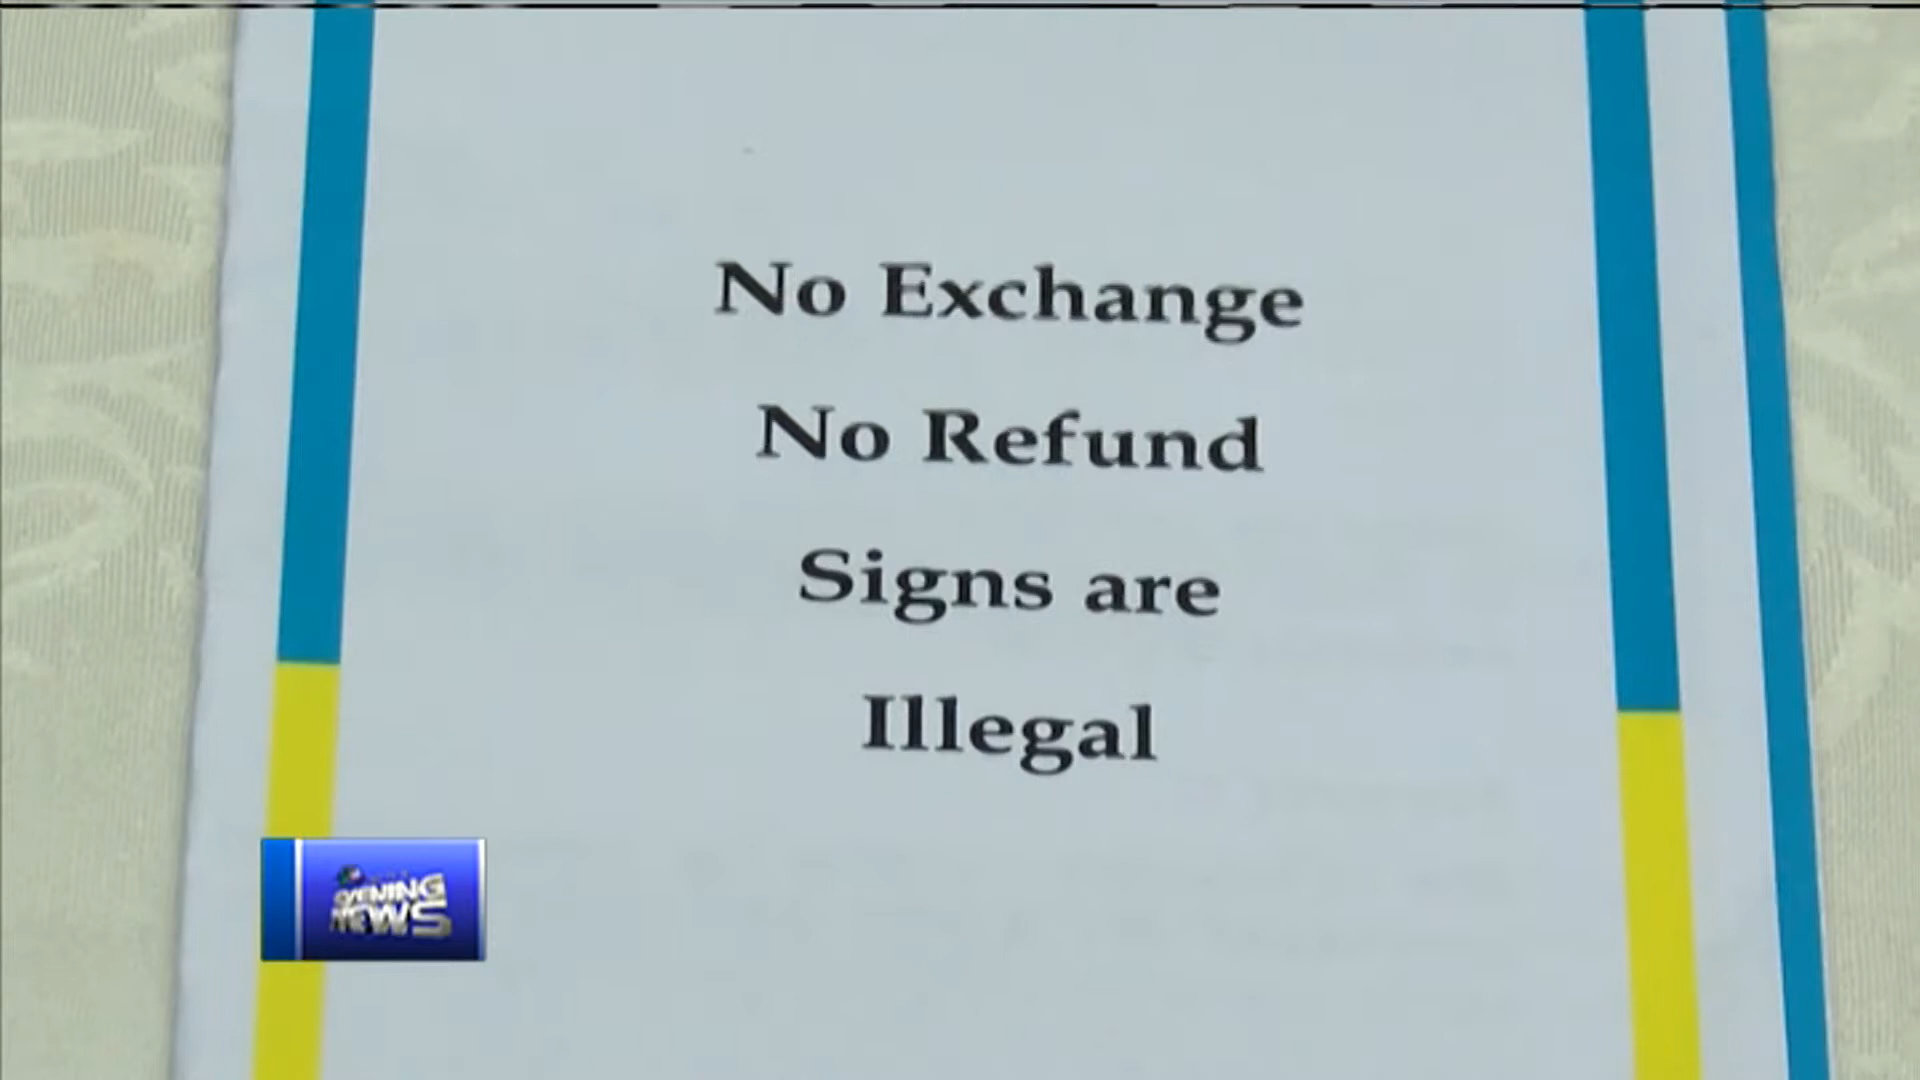 No Exchange
No Refund
Signs are
Illegal
EVENING
NEWS